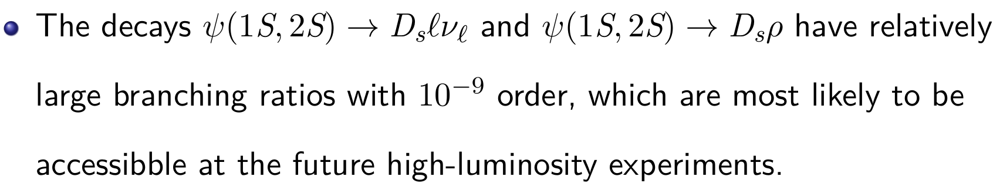 • The decays ψ(1S, 2S) → D_sℓν_ℓ and ψ(1S, 2S) → D_sρ have relatively
large branching ratios with 10^{−9} order, which are most likely to be
accessibble at the future high-luminosity experiments.